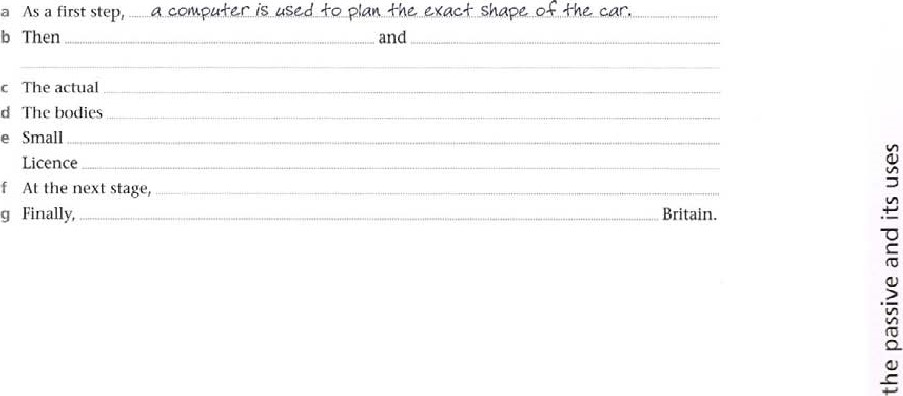 a As a first step, a computer is used to plan the exact shape of the car.
b Then and
c The actual
d The bodies
e Small
Licence
f At the next stage,
g Finally, Britain.
the passive and its uses